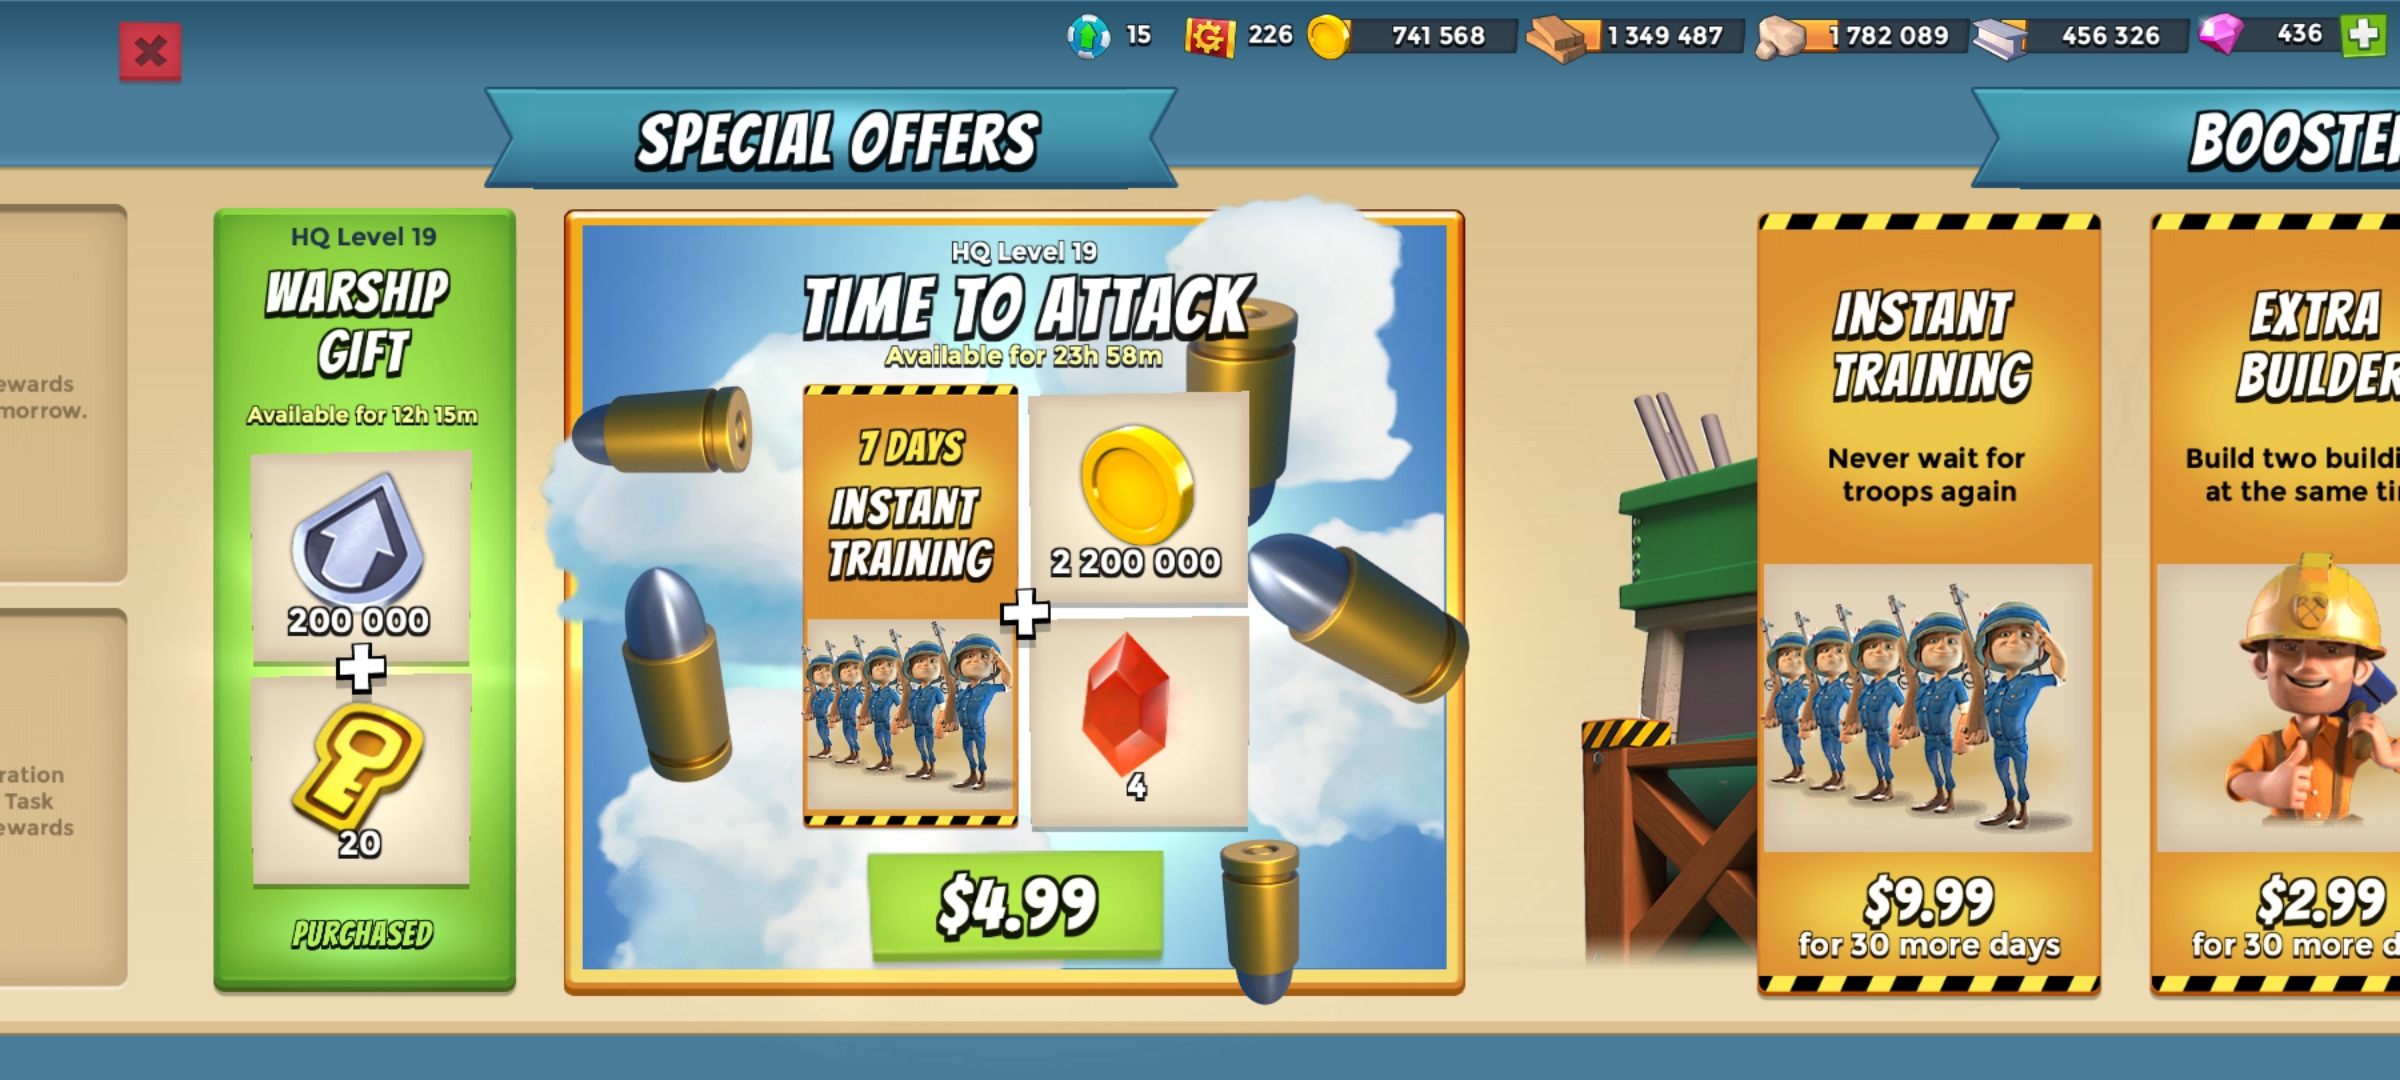 15
226
741 568
1 349 487
1 782 089
456 326
436
SPECIAL OFFERS
ewards
morrow.
ration
Task
ewards
HQ Level 19
WARSHIP
GIFT
Available for 12h 15m
200 000
20
PURCHASED
HQ Level 19
TIME TO ATTACK
Available for 23h 58m
7 DAYS
INSTANT
TRAINING
2 200 000
4
$4.99
BOOSTE
INSTANT
TRAINING
Never wait for
troops again
$9.99
for 30 more days
EXTRA
BUILDER
Build two buildi
at the same ti
$2.99
for 30 more d